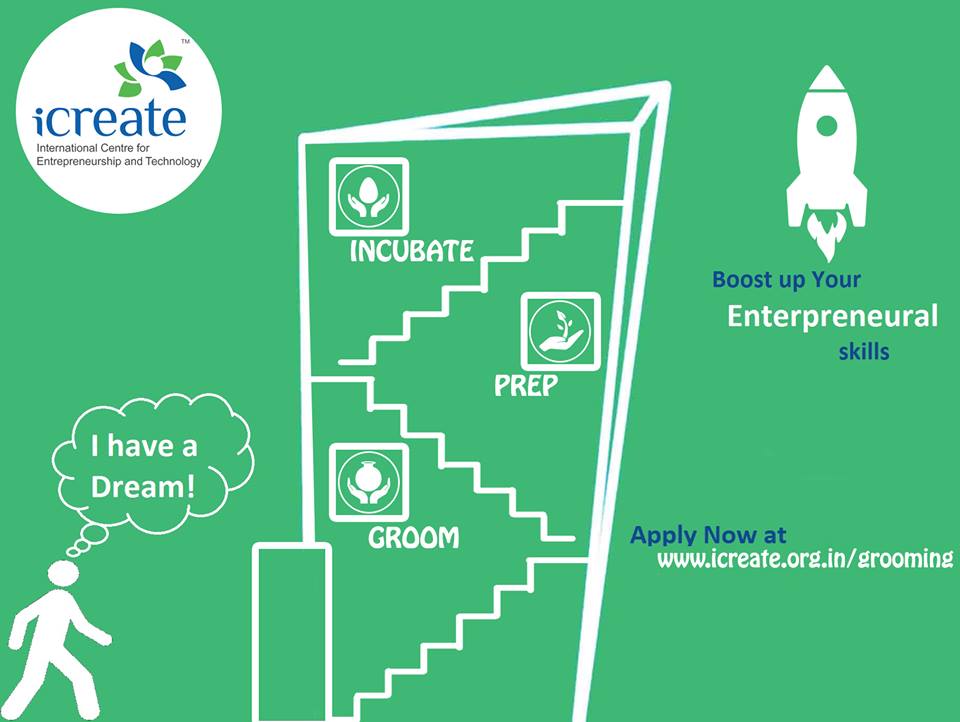 icreate
TM
International Centre for
Entrepreneurship and Technology
INCUBATE
PREP
GROOM
Boost up Your
Enterpreneural
skills
I have a
Dream!
Apply Now at
www.icreate.org.in/grooming